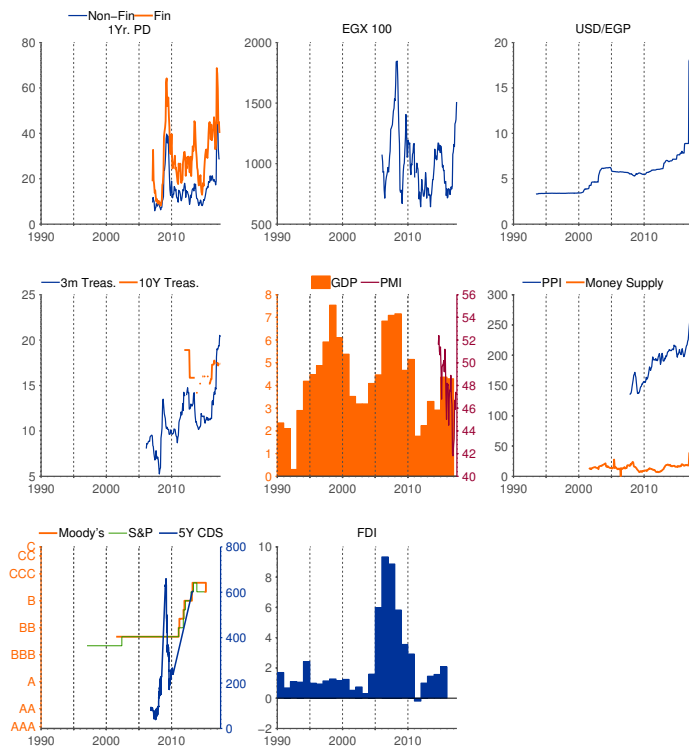 Non−Fin Fin
1Yr. PD EGX 100 USD/EGP
80 2000 20
60 15
1500
40 10
1000
20 5
0 500 0
1990 2000 2010 1990 2000 2010 1990 2000 2010
3m Treas. 10Y Treas. GDP PMI PPI Money Supply
25 8 56 300
7 54 250
20 6 52
200
5 50
15 4 48 150
3 46
100
10 2 44
50
1 42
5 0 40 0
1990 2000 2010 1990 2000 2010 1990 2000 2010
Moody's S&P 5Y CDS FDI
C 800 10
CC
CCC 8
600
B 6
BB 400 4
BBB
2
A 200
0
AA
AAA 0 −2
1990 2000 2010 1990 2000 2010